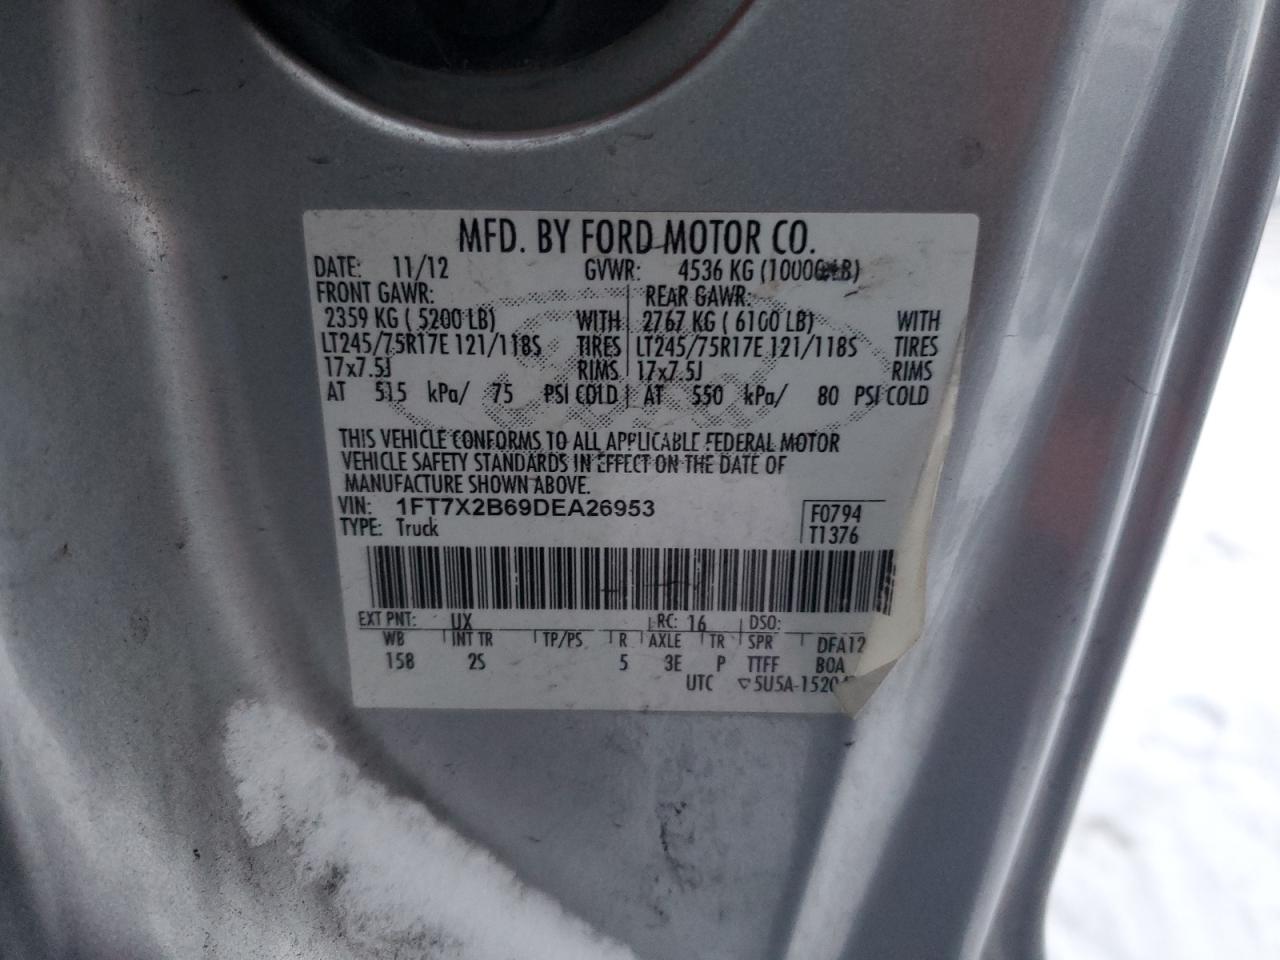 MFD. BY FORD MOTOR CO.
DATE: 11/12 GVWR: 4536 KG (10000LB)
FRONT GAWR: REAR GAWR:
2359 KG ( 5200 LB) WITH 2767 KG ( 6100 LB) WITH
LT245/75R17E 121/118S TIRES LT245/75R17E 121/118S TIRES
17x7.5J RIMS 17x7.5J RIMS
AT 515 kPa/ 75 PSI COLD AT 550 kPa/ 80 PSI COLD
THIS VEHICLE CONFORMS TO ALL APPLICABLE FEDERAL MOTOR
VEHICLE SAFETY STANDARDS IN EFFECT ON THE DATE OF
MANUFACTURE SHOWN ABOVE.
VIN: 1FT7X2B69DEA26953 F0794
TYPE: Truck T1376
EXT PNT: UX RC: 16 DSO:
WB INT TR TP/PS R AXLE TR SPR DFA12
158 2S 5 3E P TTFF BOA
UTC ▽5U5A-1520